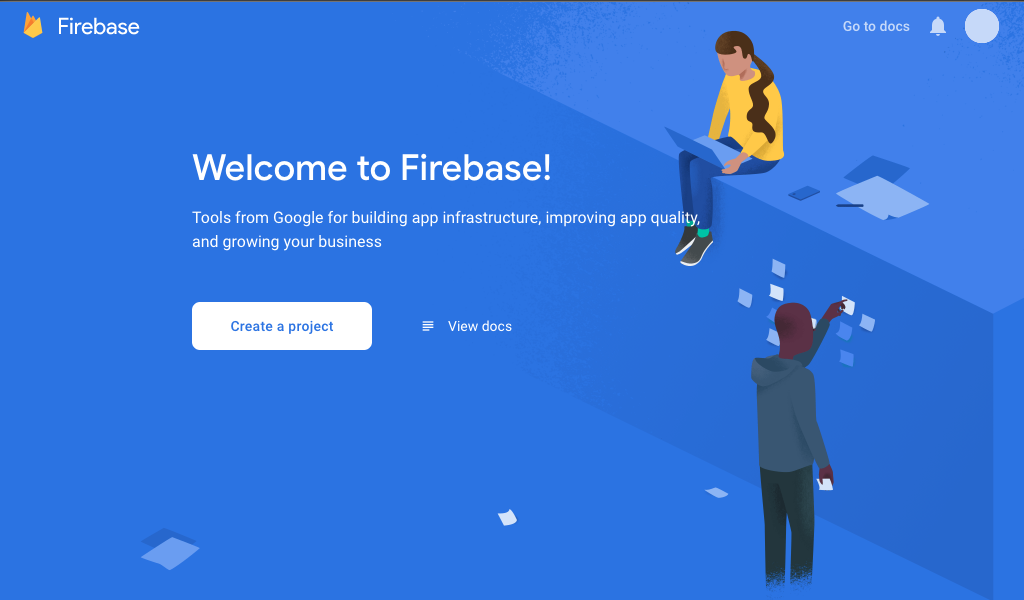 Firebase
Go to docs
Welcome to Firebase!
Tools from Google for building app infrastructure, improving app quality,
and growing your business
Create a project
View docs